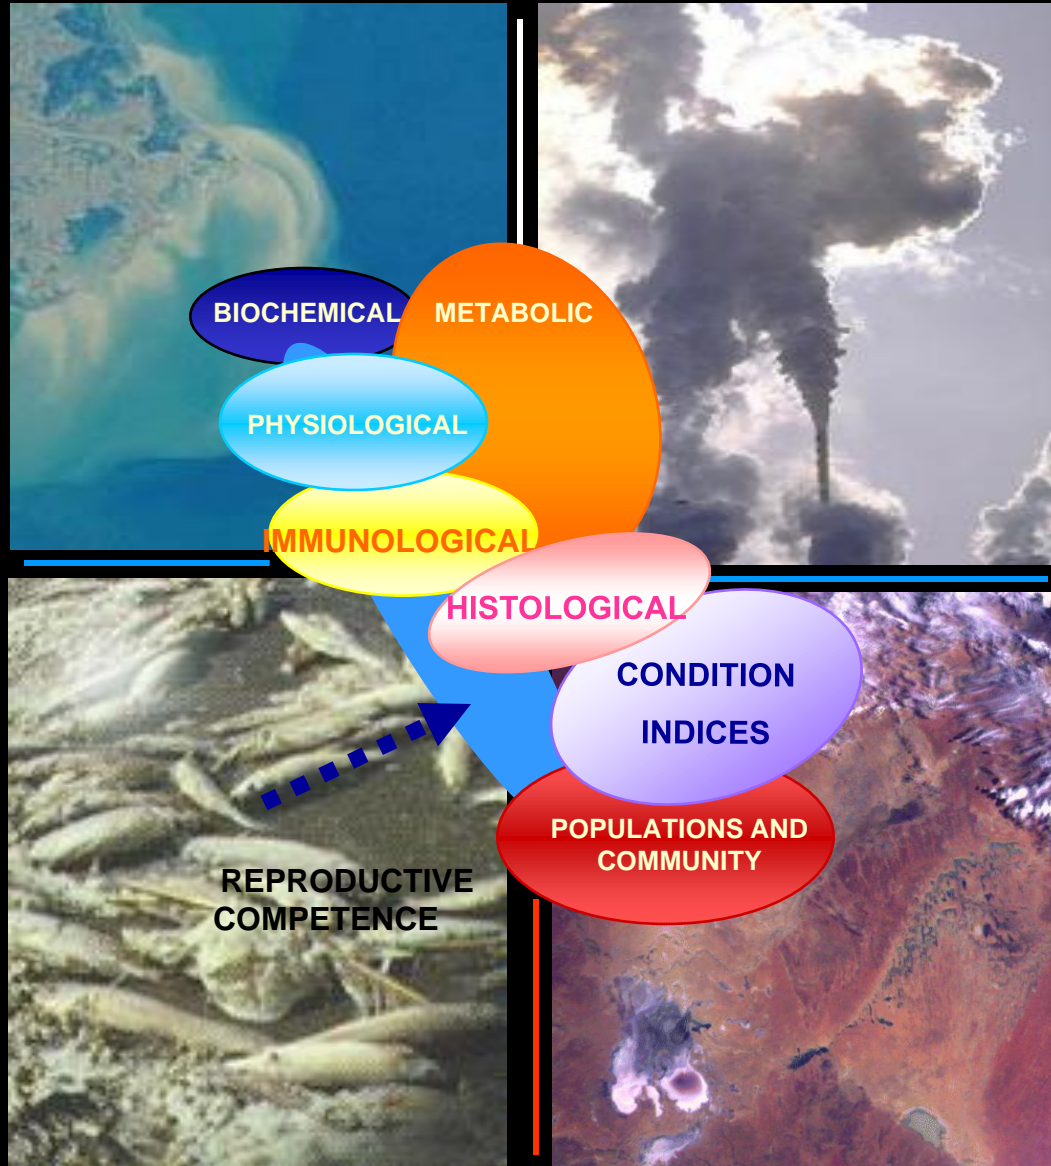 BIOCHEMICAL
METABOLIC
PHYSIOLOGICAL
IMMUNOLOGICAL
HISTOLOGICAL
CONDITION
INDICES
POPULATIONS AND
COMMUNITY
REPRODUCTIVE
COMPETENCE